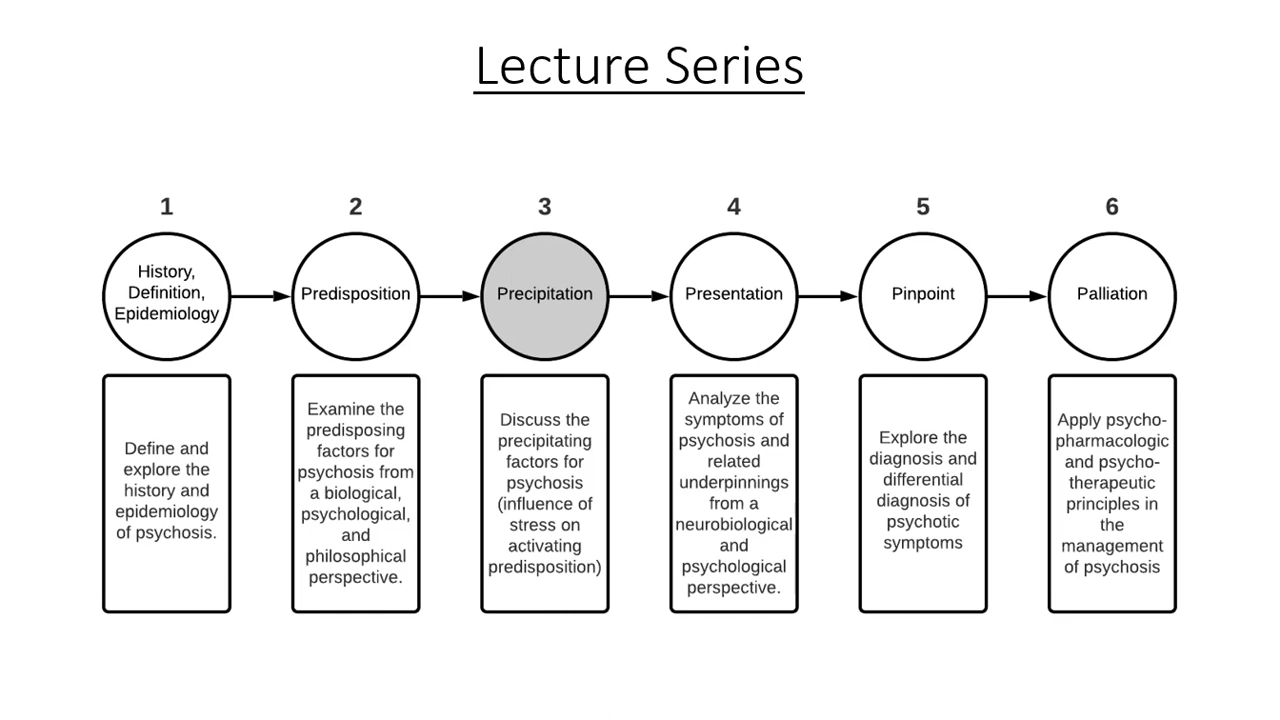 Lecture Series
1
2
3
4
5
6
History,
Definition,
Epidemiology
Predisposition
Precipitation
Presentation
Pinpoint
Palliation
Define and
explore the
history and
epidemiology
of psychosis.
Examine the
predisposing
factors for
psychosis from
a biological,
psychological,
and
philosophical
perspective.
Discuss the
precipitating
factors for
psychosis
(influence of
stress on
activating
predisposition)
Analyze the
symptoms of
psychosis and
related
underpinnings
from a
neurobiological
and
psychological
perspective.
Explore the
diagnosis and
differential
diagnosis of
psychotic
symptoms
Apply psycho-
pharmacologic
and psycho-
therapeutic
principles in
the
management
of psychosis